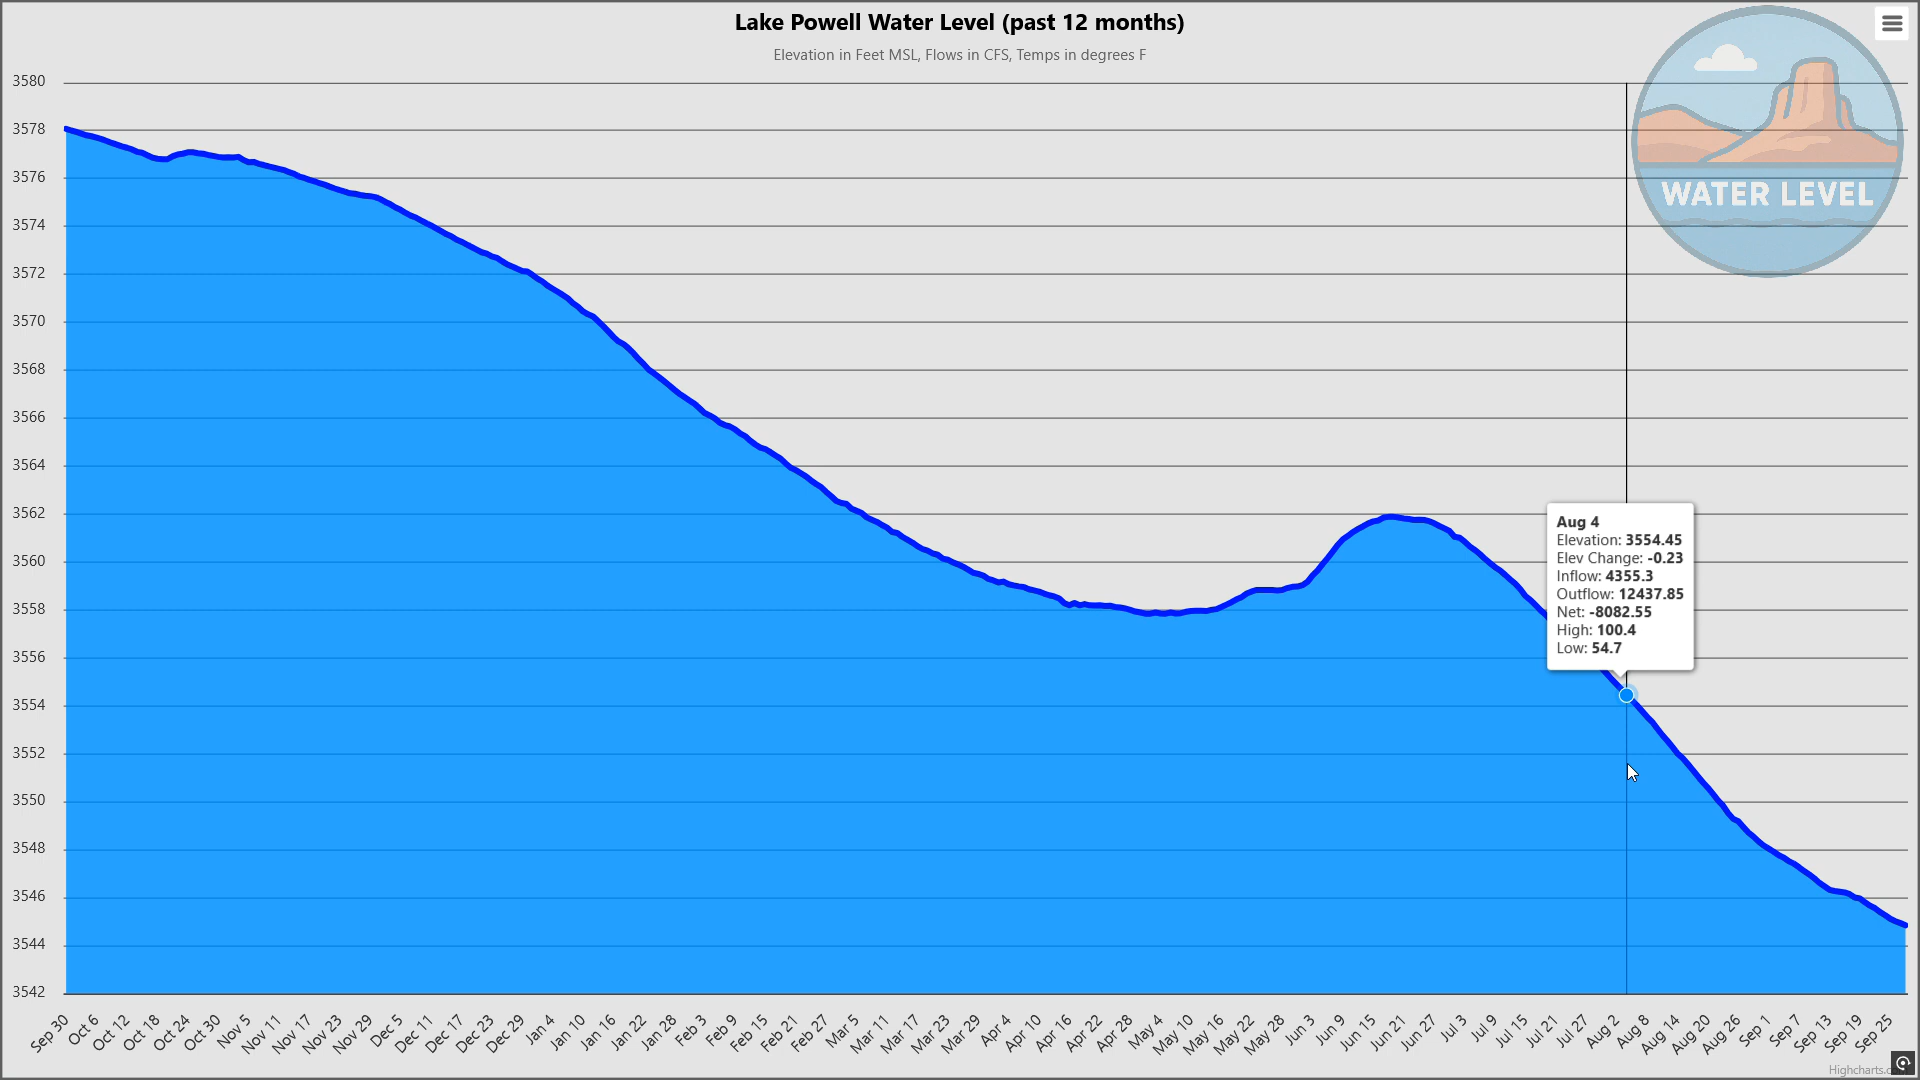 Lake Powell Water Level (past 12 months)
Elevation in Feet MSL, Flows in CFS, Temps in degrees F
WATER LEVEL
3580
3578
3576
3574
3572
3570
3568
3566
3564
3562
3560
3558
3556
3554
3552
3550
3548
3546
3544
3542
Aug 4
Elevation: 3554.45
Elev Change: -0.23
Inflow: 4355.3
Outflow: 12437.85
Net: -8082.55
High: 100.4
Low: 54.7
Sep 30
Oct 6
Oct 12
Oct 18
Oct 24
Oct 30
Nov 5
Nov 11
Nov 17
Nov 23
Nov 29
Dec 5
Dec 11
Dec 17
Dec 23
Dec 29
Jan 4
Jan 10
Jan 16
Jan 22
Jan 28
Feb 3
Feb 9
Feb 15
Feb 21
Feb 27
Mar 5
Mar 11
Mar 17
Mar 23
Mar 29
Apr 4
Apr 10
Apr 16
Apr 22
Apr 28
May 4
May 10
May 16
May 22
May 28
Jun 3
Jun 9
Jun 15
Jun 21
Jun 27
Jul 3
Jul 9
Jul 15
Jul 21
Jul 27
Aug 2
Aug 8
Aug 14
Aug 20
Aug 26
Sep 1
Sep 7
Sep 13
Sep 19
Sep 25